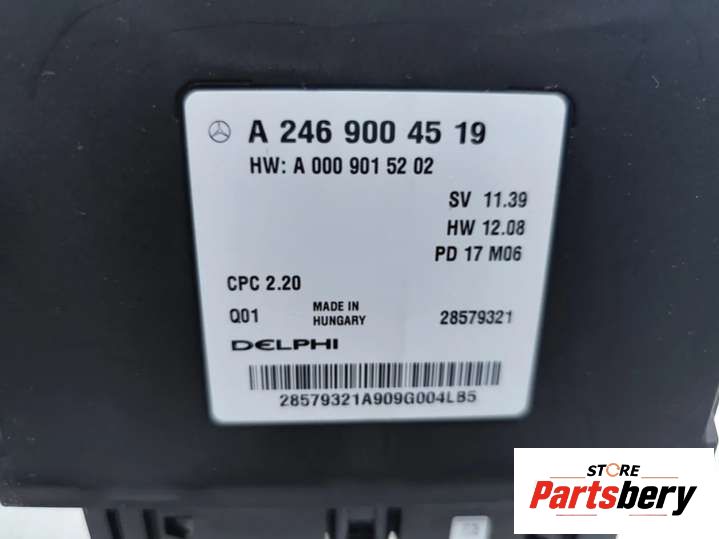 A 246 900 45 19
HW: A 000 901 52 02
SV 11.39
HW 12.08
PD 17 M06
CPC 2.20
Q01 MADE IN HUNGARY 28579321
DELPHI
28579321A909G004LB5
STORE
Partsbery